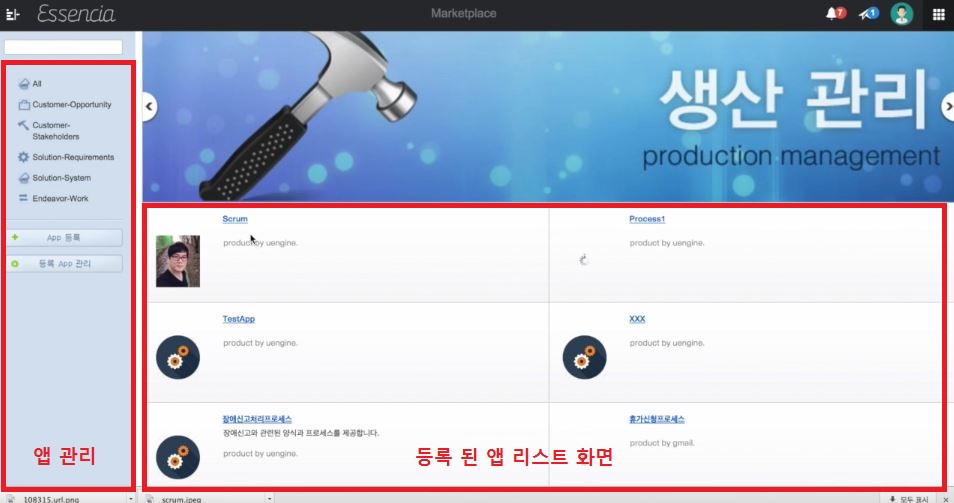 Essencia
Marketplace
7
1
All
Customer-Opportunity
Customer-
Stakeholders
Solution-Requirements
Solution-System
Endeavor-Work
App 등록
등록 App 관리
앱 관리
생산 관리
production management
Scrum
product by uengine.
Process1
product by uengine.
TestApp
product by uengine.
XXX
product by uengine.
장애신고처리프로세스
장애신고와 관련된 양식과 프로세스를 제공합니다.
product by uengine.
휴가신청프로세스
product by gmail.
등록 된 앱 리스트 화면
108315.url.png
scrum.jpeg
모두 표시